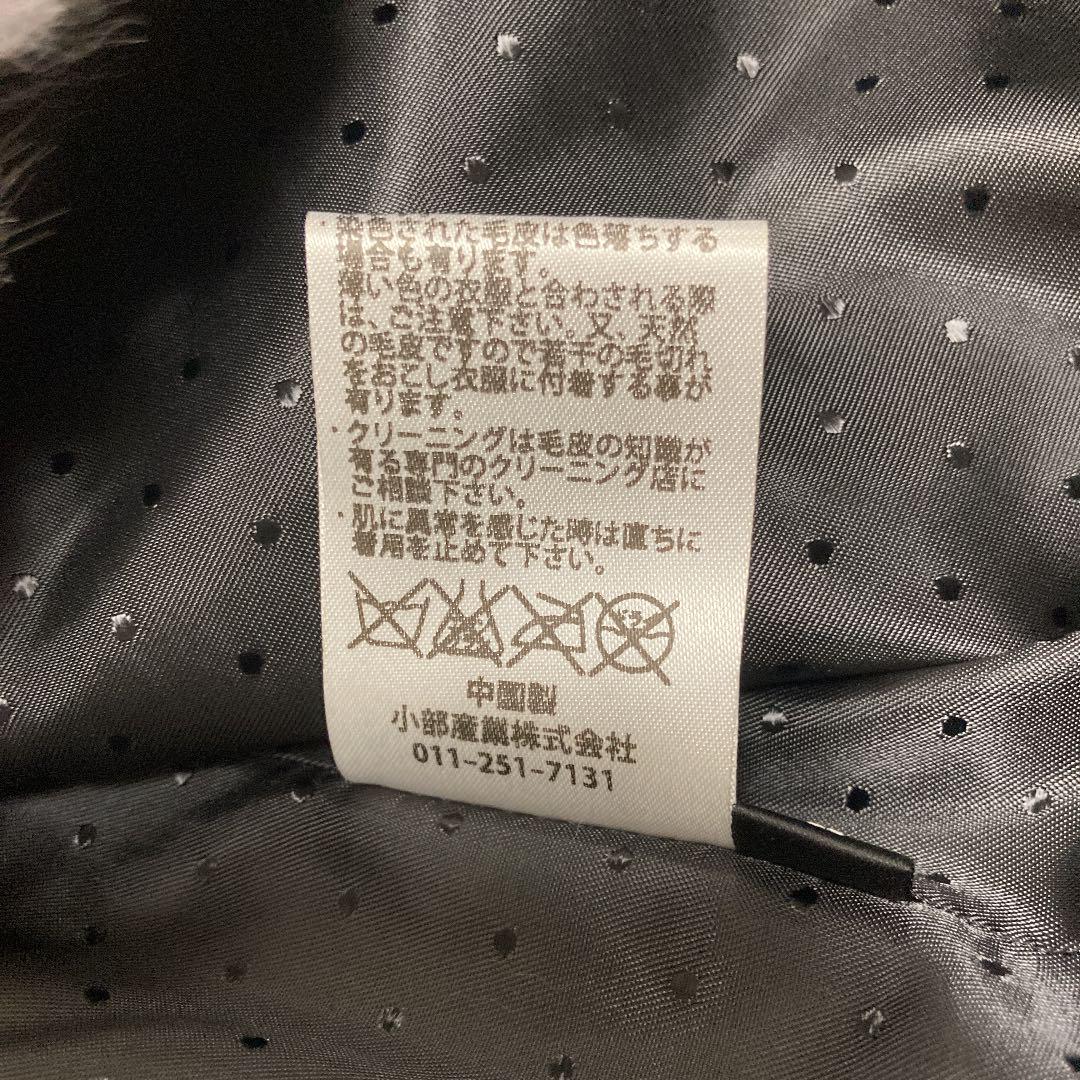 ・染色された毛皮は色落ちする
場合も有ります。
薄い色の衣服と合わされる際
は、ご注意下さい。又、天然
の毛皮ですので若干の毛切れ
をおこし衣服に付着する事が
有ります。
・クリーニングは毛皮の知識が
有る専門のクリーニング店に
ご相談下さい。
・肌に異常を感じた時は直ちに
着用を止めて下さい。
ドライ
中国製
小部産業株式会社
011-251-7131